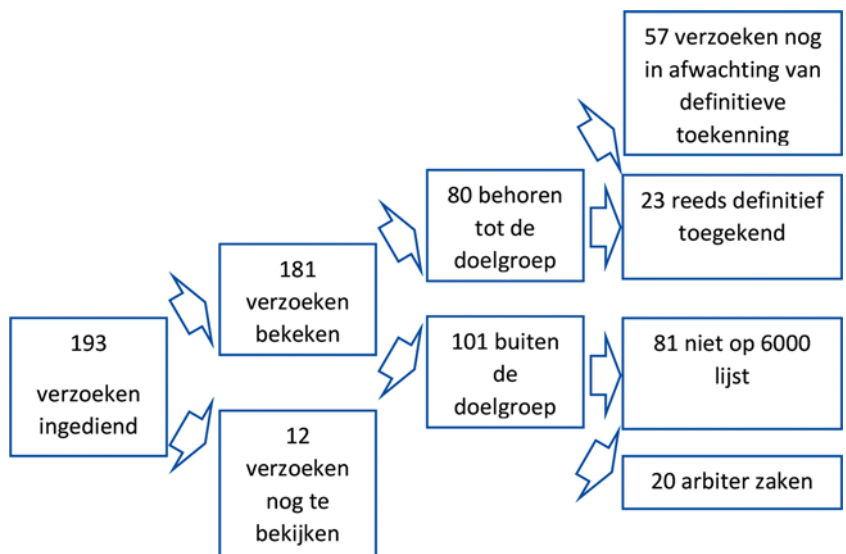 193
verzoeken
ingediend
181
verzoeken
bekeken
12
verzoeken
nog te
bekijken
80 behoren
tot de
doelgroep
101 buiten
de
doelgroep
57 verzoeken nog
in afwachting van
definitieve
toekenning
23 reeds definitief
toegekend
81 niet op 6000
lijst
20 arbiter zaken